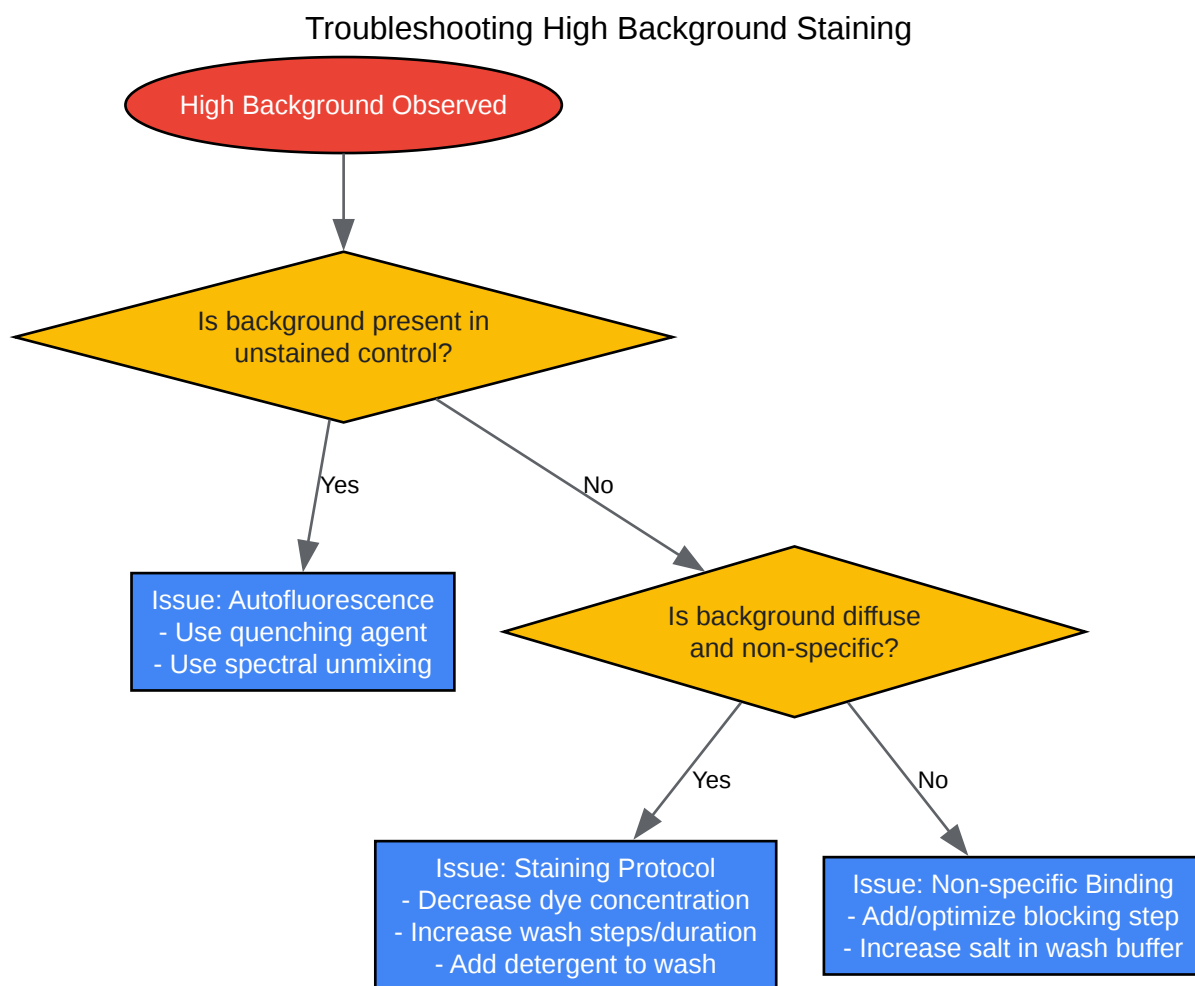 Troubleshooting High Background Staining
High Background Observed
Is background present in
unstained control?
Yes
No
Issue: Autofluorescence
- Use quenching agent
- Use spectral unmixing
Is background diffuse
and non-specific?
Yes
No
Issue: Staining Protocol
- Decrease dye concentration
- Increase wash steps/duration
- Add detergent to wash
Issue: Non-specific Binding
- Add/optimize blocking step
- Increase salt in wash buffer